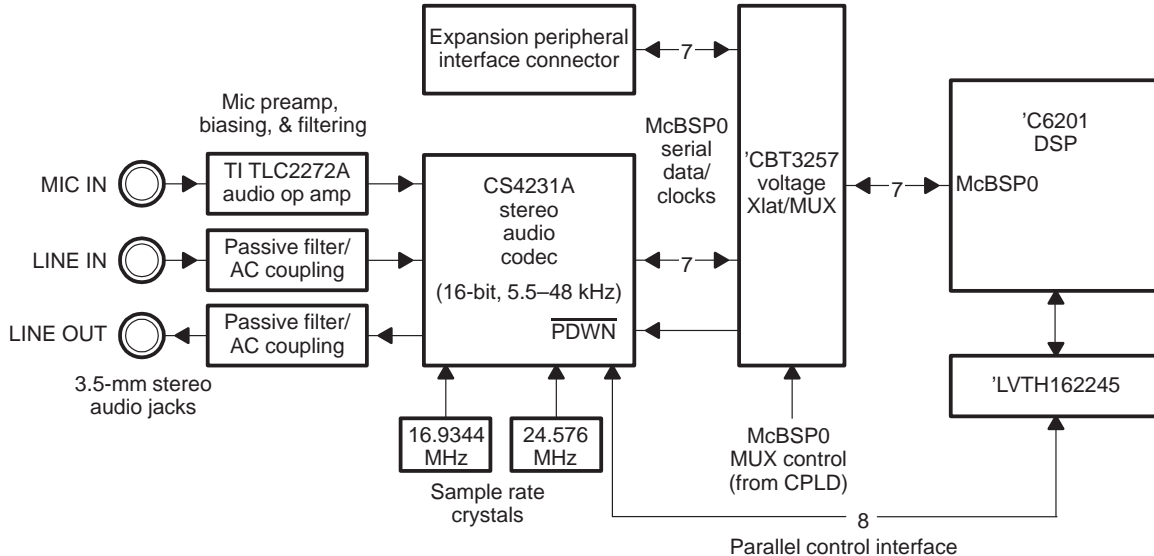 Expansion peripheral
interface connector
7
Mic preamp,
biasing, & filtering
MIC IN
TI TLC2272A
audio op amp
LINE IN
Passive filter/
AC coupling
LINE OUT
Passive filter/
AC coupling
3.5-mm stereo
audio jacks
CS4231A
stereo
audio
codec
(16-bit, 5.5–48 kHz)
PDWN
16.9344
MHz
24.576
MHz
Sample rate
crystals
McBSP0
serial
data/
clocks
7
’CBT3257
voltage
Xlat/MUX
7
’C6201
DSP
McBSP0
’LVTH162245
McBSP0
MUX control
(from CPLD)
8
Parallel control interface